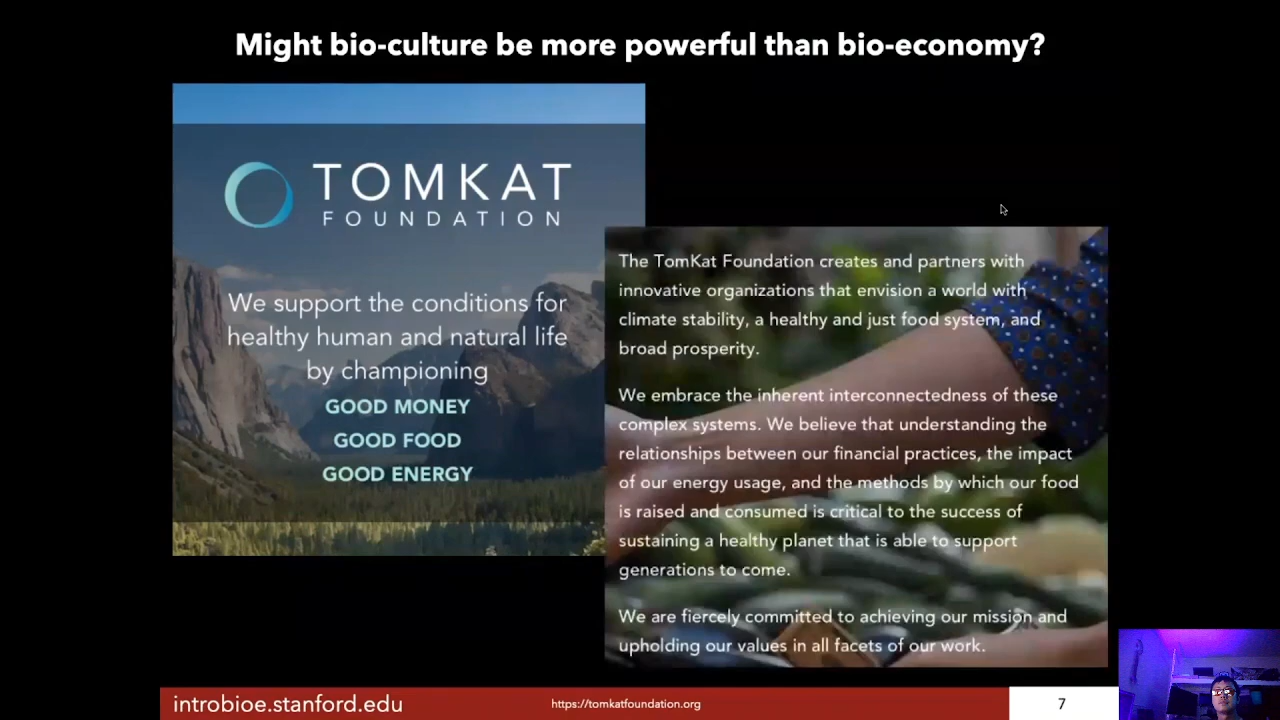 Might bio-culture be more powerful than bio-economy?
TOMKAT
FOUNDATION
We support the conditions for
healthy human and natural life
by championing
GOOD MONEY
GOOD FOOD
GOOD ENERGY
The TomKat Foundation creates and partners with
innovative organizations that envision a world with
climate stability, a healthy and just food system, and
broad prosperity.
We embrace the inherent interconnectedness of these
complex systems. We believe that understanding the
relationships between our financial practices, the impact
of our energy usage, and the methods by which our food
is raised and consumed is critical to the success of
sustaining a healthy planet that is able to support
generations to come.
We are fiercely committed to achieving our mission and
upholding our values in all facets of our work.
introbioe.stanford.edu
https://tomkatfoundation.org
7